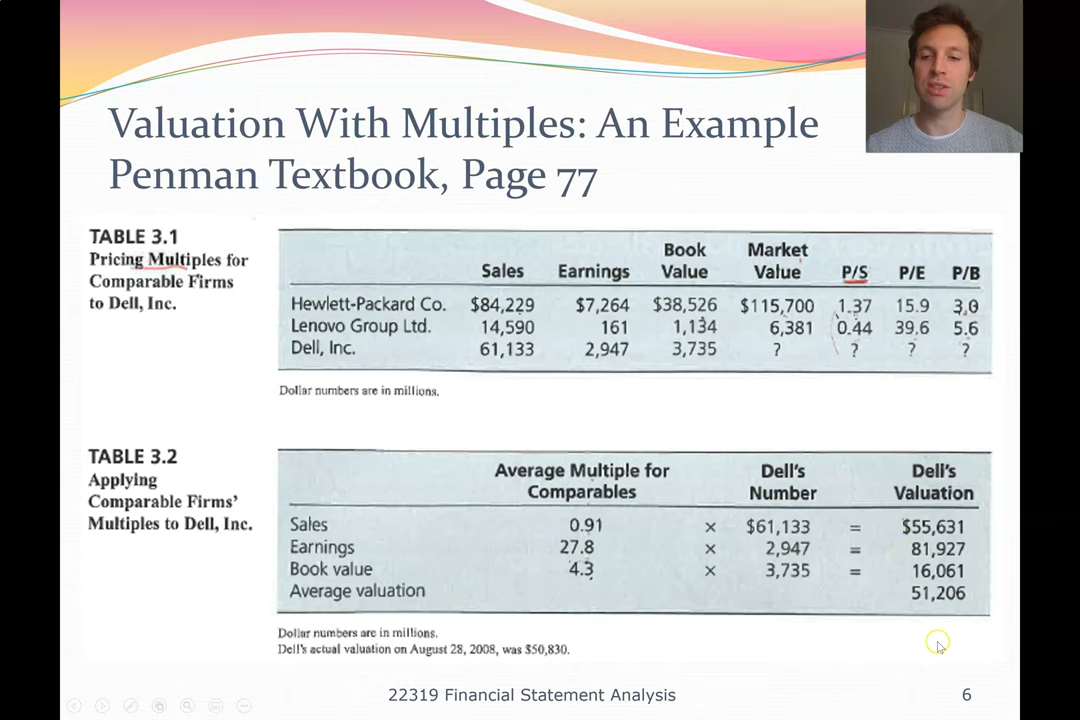 Valuation With Multiples: An Example
Penman Textbook, Page 77
TABLE 3.1
Pricing Multiples for
Comparable Firms
to Dell, Inc.
Sales Earnings Book Value Market Value P/S P/E P/B
Hewlett-Packard Co. $84,229 $7,264 $38,526 $115,700 1.37 15.9 3.0
Lenovo Group Ltd. 14,590 161 1,134 6,381 0.44 39.6 5.6
Dell, Inc. 61,133 2,947 3,735 ? ? ? ?
Dollar numbers are in millions.
TABLE 3.2
Applying
Comparable Firms'
Multiples to Dell, Inc.
Average Multiple for Comparables Dell's Number Dell's Valuation
Sales 0.91 × $61,133 = $55,631
Earnings 27.8 × 2,947 = 81,927
Book value 4.3 × 3,735 = 16,061
Average valuation 51,206
Dollar numbers are in millions.
Dell's actual valuation on August 28, 2008, was $50,830.
22319 Financial Statement Analysis 6